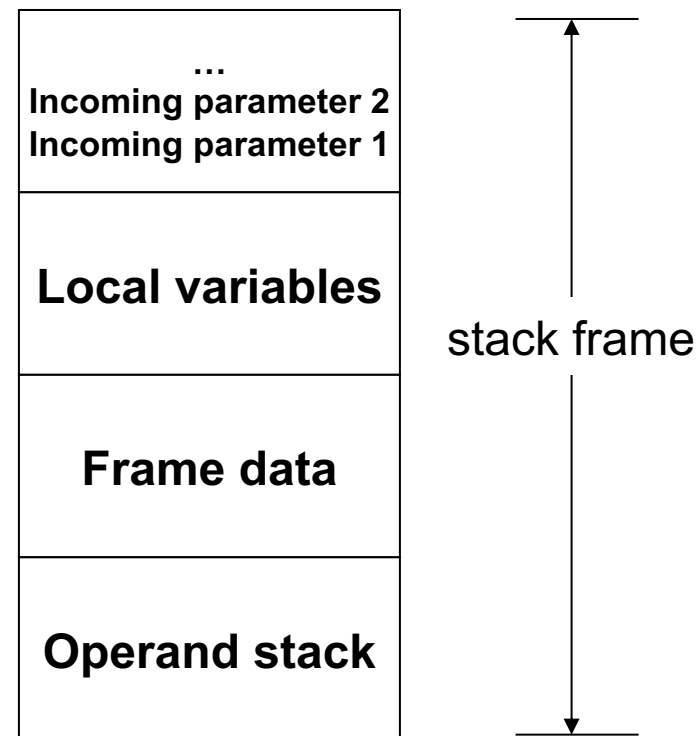 …
Incoming parameter 2
Incoming parameter 1
Local variables
stack frame
Frame data
Operand stack